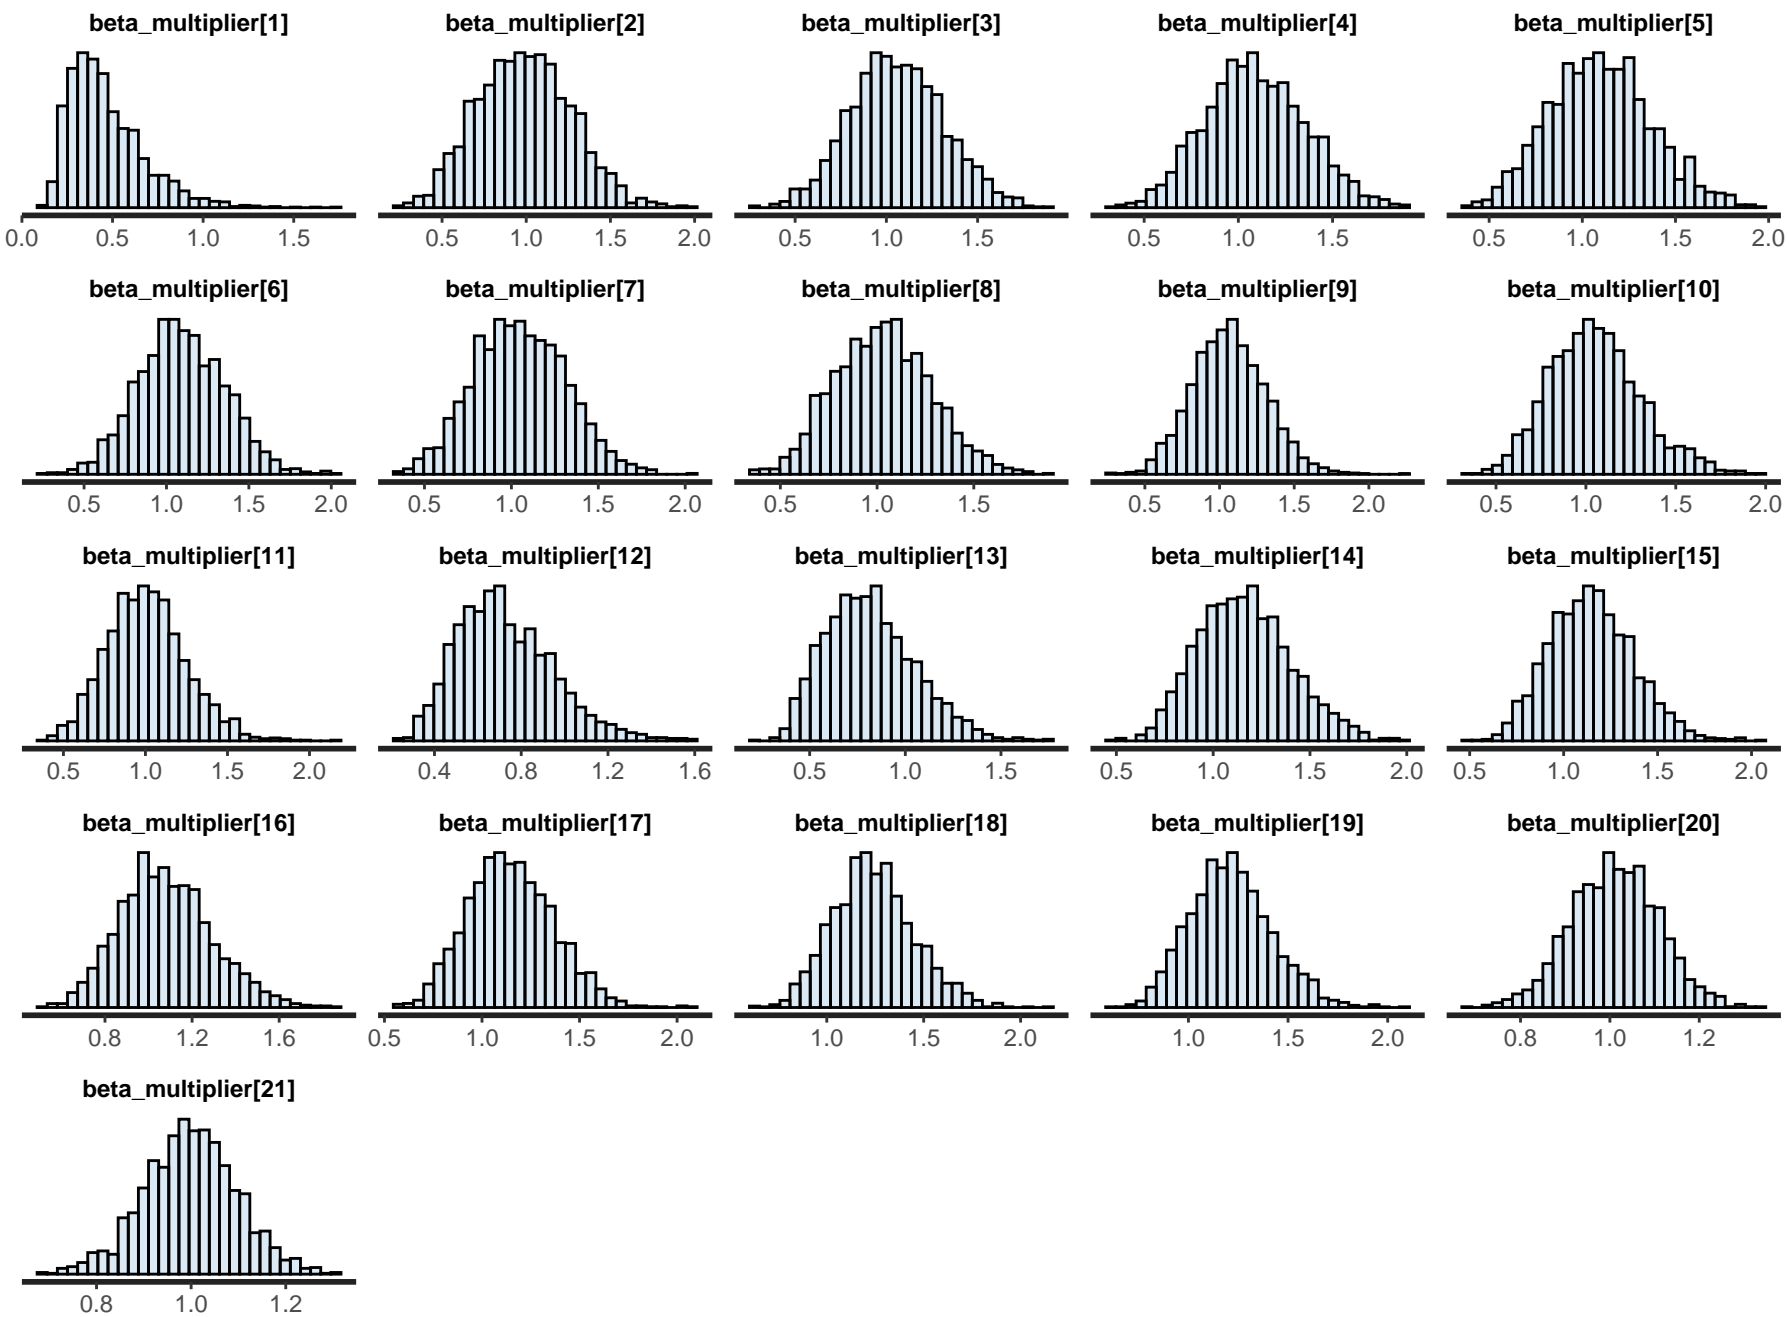 beta_multiplier[1] beta_multiplier[2] beta_multiplier[3] beta_multiplier[4] beta_multiplier[5]
0.0 0.5 1.0 1.5 0.5 1.0 1.5 2.0 0.5 1.0 1.5 0.5 1.0 1.5 0.5 1.0 1.5 2.0
beta_multiplier[6] beta_multiplier[7] beta_multiplier[8] beta_multiplier[9] beta_multiplier[10]
0.5 1.0 1.5 2.0 0.5 1.0 1.5 2.0 0.5 1.0 1.5 0.5 1.0 1.5 2.0 0.5 1.0 1.5 2.0
beta_multiplier[11] beta_multiplier[12] beta_multiplier[13] beta_multiplier[14] beta_multiplier[15]
0.5 1.0 1.5 2.0 0.4 0.8 1.2 1.6 0.5 1.0 1.5 0.5 1.0 1.5 2.0 0.5 1.0 1.5 2.0
beta_multiplier[16] beta_multiplier[17] beta_multiplier[18] beta_multiplier[19] beta_multiplier[20]
0.8 1.2 1.6 0.5 1.0 1.5 2.0 1.0 1.5 2.0 1.0 1.5 2.0 0.8 1.0 1.2
beta_multiplier[21]
0.8 1.0 1.2